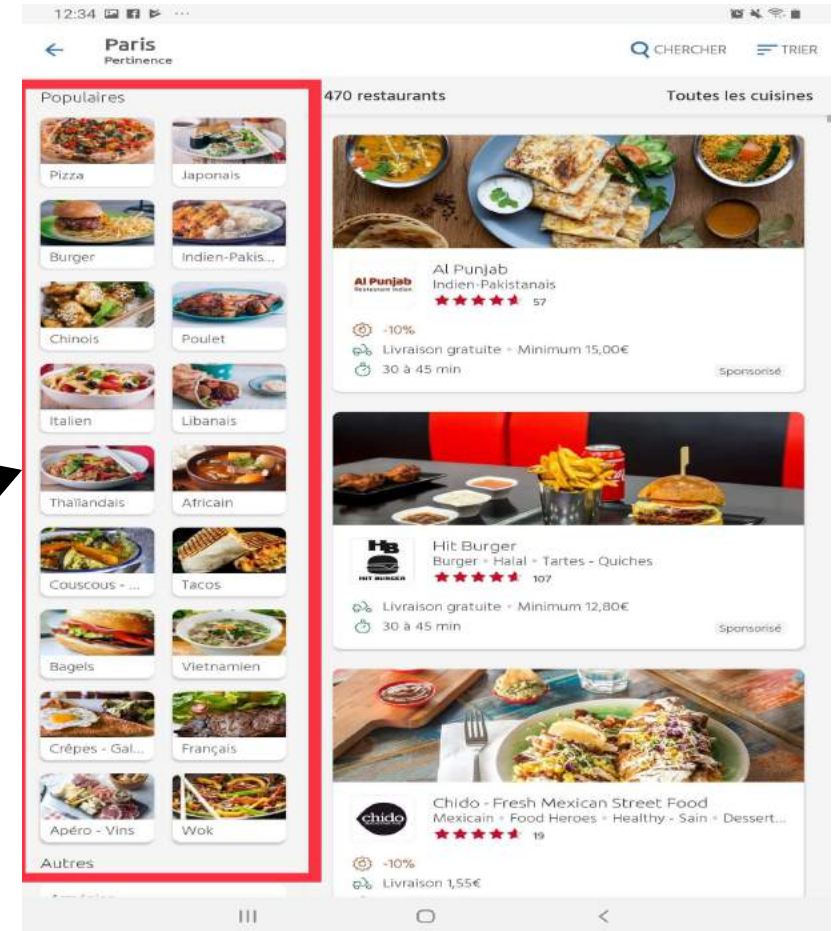 12:34
Paris
Pertinence
CHERCHER
TRIER
Populaires
Pizza
Japonais
Burger
Indien-Pakis...
Chinois
Poulet
Italien
Libanais
Thaïlandais
Africain
Couscous - ...
Tacos
Bagels
Vietnamien
Crêpes - Gal...
Français
Apéro - Vins
Wok
Autres
470 restaurants
Toutes les cuisines
Al Punjab
Restaurant Indien
Al Punjab
Indien-Pakistanais
57
-10%
Livraison gratuite • Minimum 15,00€
30 à 45 min
Sponsorisé
HB
HIT BURGER
Hit Burger
Burger • Halal • Tartes - Quiches
107
Livraison gratuite • Minimum 12,80€
30 à 45 min
Sponsorisé
chido
Chido - Fresh Mexican Street Food
Mexicain • Food Heroes • Healthy - Sain • Dessert...
19
-10%
Livraison 1,55€